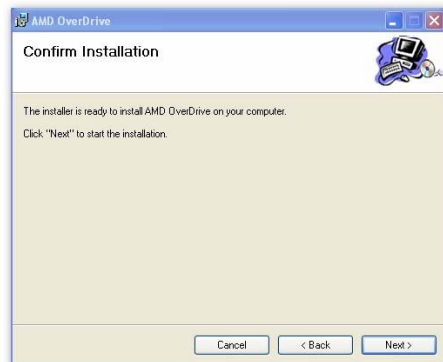 AMD OverDrive
Confirm Installation
The installer is ready to install AMD OverDrive on your computer.
Click "Next" to start the installation.
Cancel
< Back
Next >